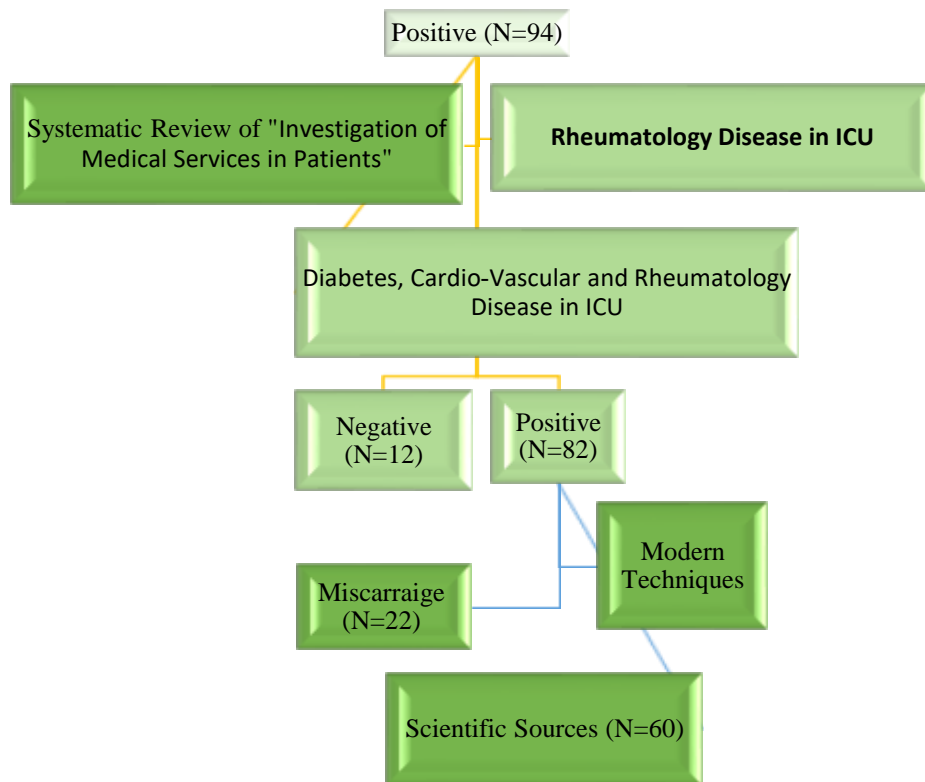 Positive (N=94)
Systematic Review of "Investigation of
Medical Services in Patients"
Rheumatology Disease in ICU
Diabetes, Cardio-Vascular and Rheumatology
Disease in ICU
Negative
(N=12)
Positive
(N=82)
Modern
Techniques
Miscarraige
(N=22)
Scientific Sources (N=60)